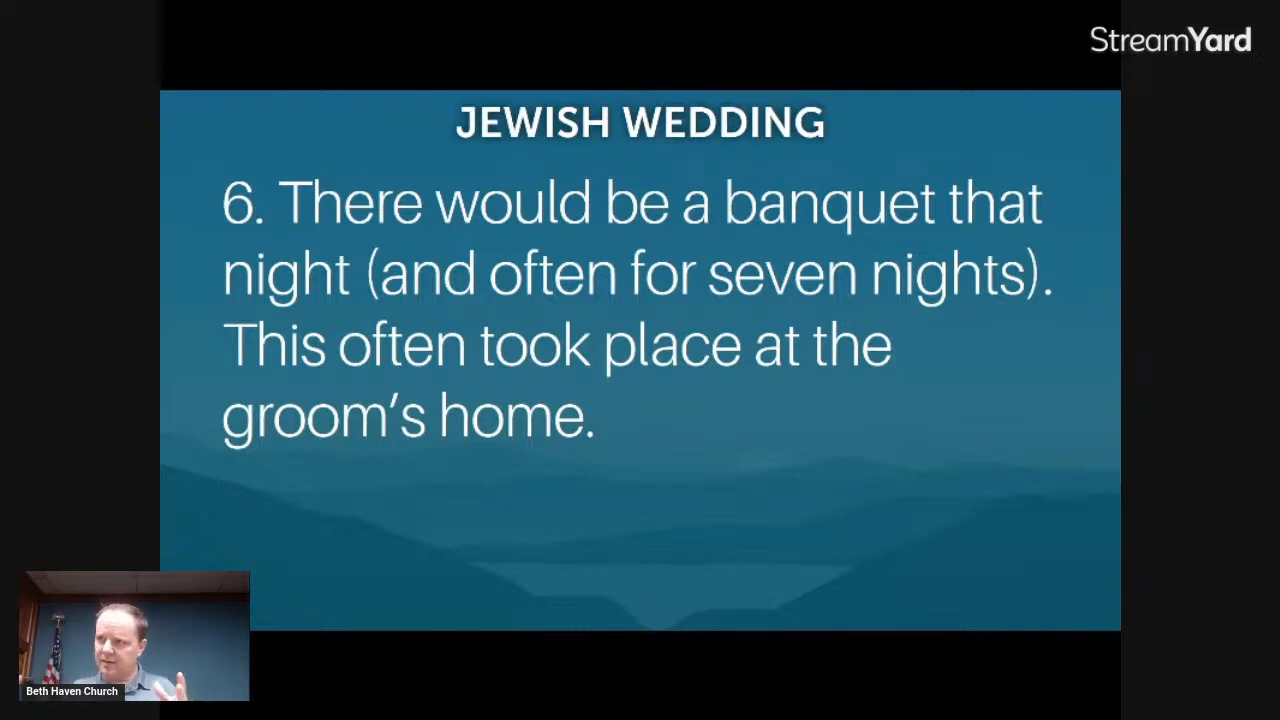 StreamYard
JEWISH WEDDING
6. There would be a banquet that
night (and often for seven nights).
This often took place at the
groom’s home.
Beth Haven Church